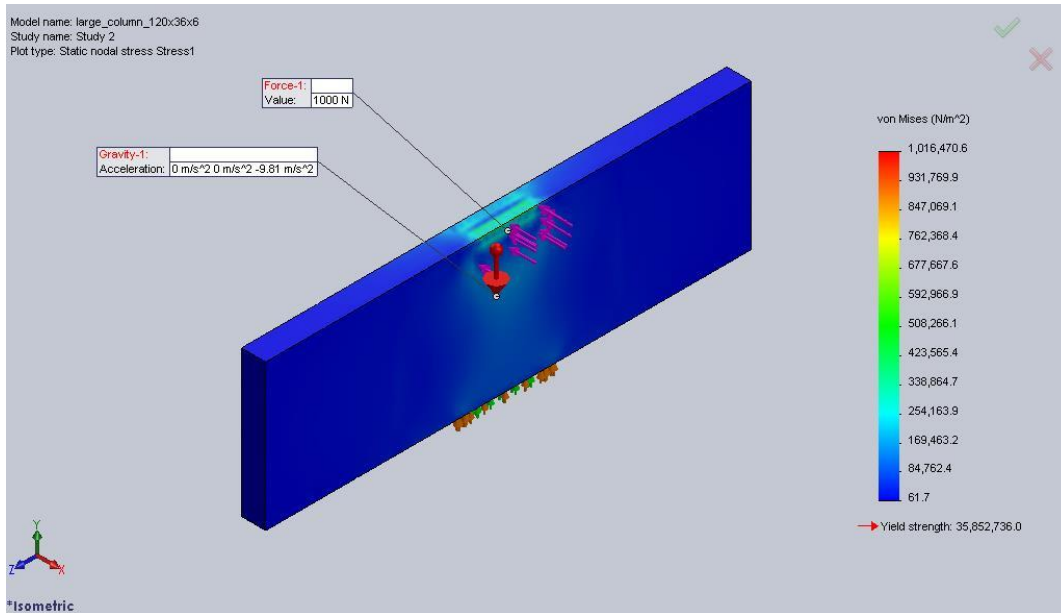 Model name: large_column_120x36x6
Study name: Study 2
Plot type: Static nodal stress Stress1
Force-1:
Value: 1000 N
Gravity-1:
Acceleration: 0 m/s^2 0 m/s^2 -9.81 m/s^2
von Mises (N/m^2)
1,016,470.6
931,769.9
847,069.1
762,368.4
677,667.6
592,966.9
508,266.1
423,565.4
338,864.7
254,163.9
169,463.2
84,762.4
61.7
Yield strength: 35,852,736.0
Y
Z
X
*Isometric